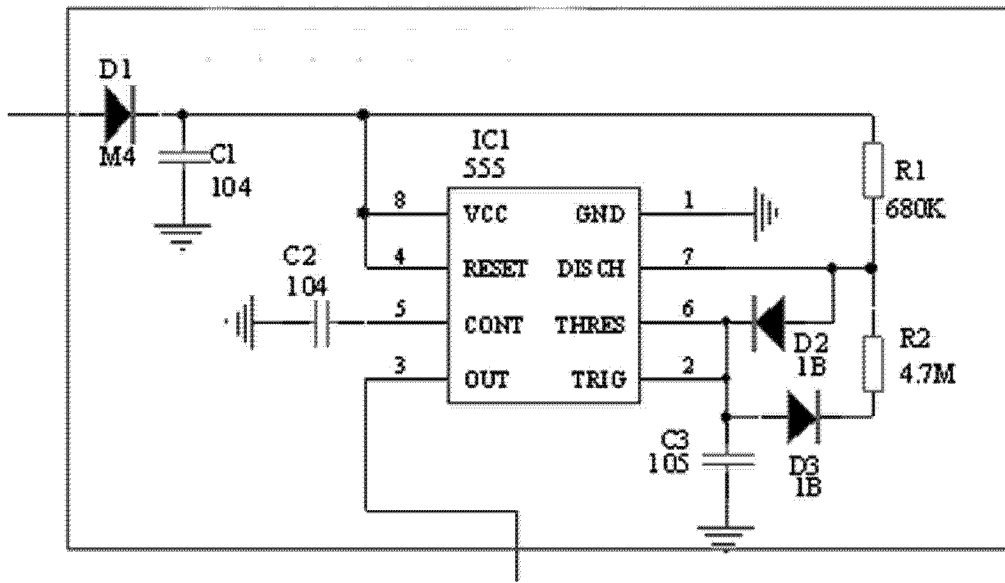 D1
M4
C1
104
IC1
555
8
VCC
GND
1
R1
680K
C2
104
4
RESET
DISCH
7
5
CONT
THRES
6
D2
1B
R2
4.7M
3
OUT
TRIG
2
C3
105
D3
1B